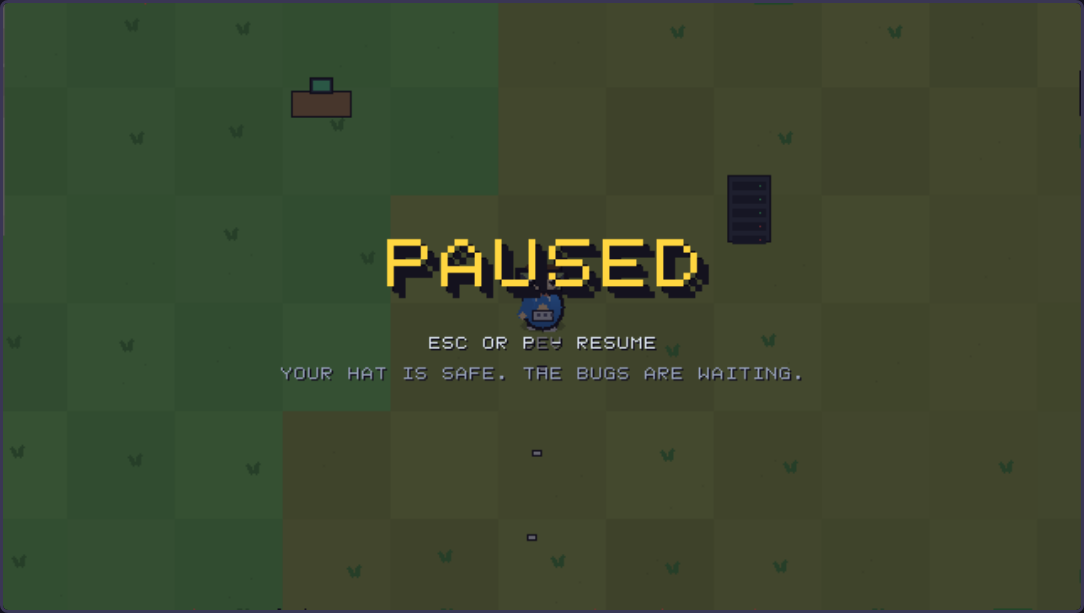 PAUSED
ESC OR P RESUME
YOUR HAT IS SAFE. THE BUGS ARE WAITING.